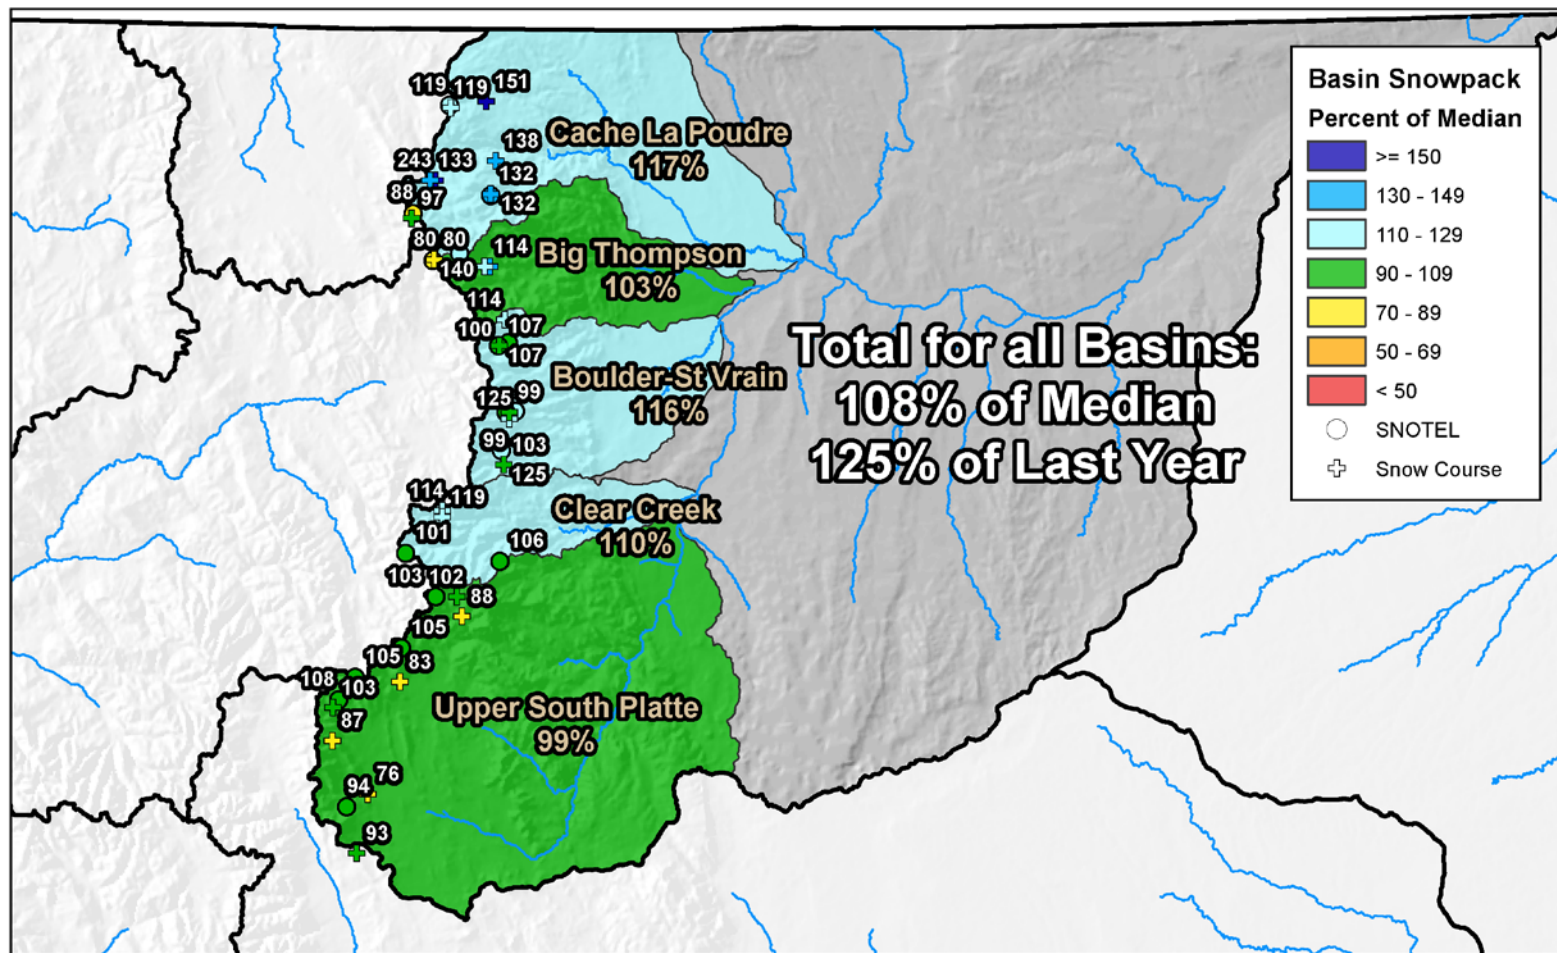 119 119 151
Cache La Poudre
117%
138
243 133
132
88 97
132
80 80
114
140
Big Thompson
103%
114
100 107
107
Boulder-St Vrain
116%
125 99
99 103
125
114 119
101
Clear Creek
110%
106
103 102
88
105
105 83
108 103
87
Upper South Platte
99%
94 76
93
Total for all Basins:
108% of Median
125% of Last Year
Basin Snowpack
Percent of Median
>= 150
130 - 149
110 - 129
90 - 109
70 - 89
50 - 69
< 50
SNOTEL
Snow Course